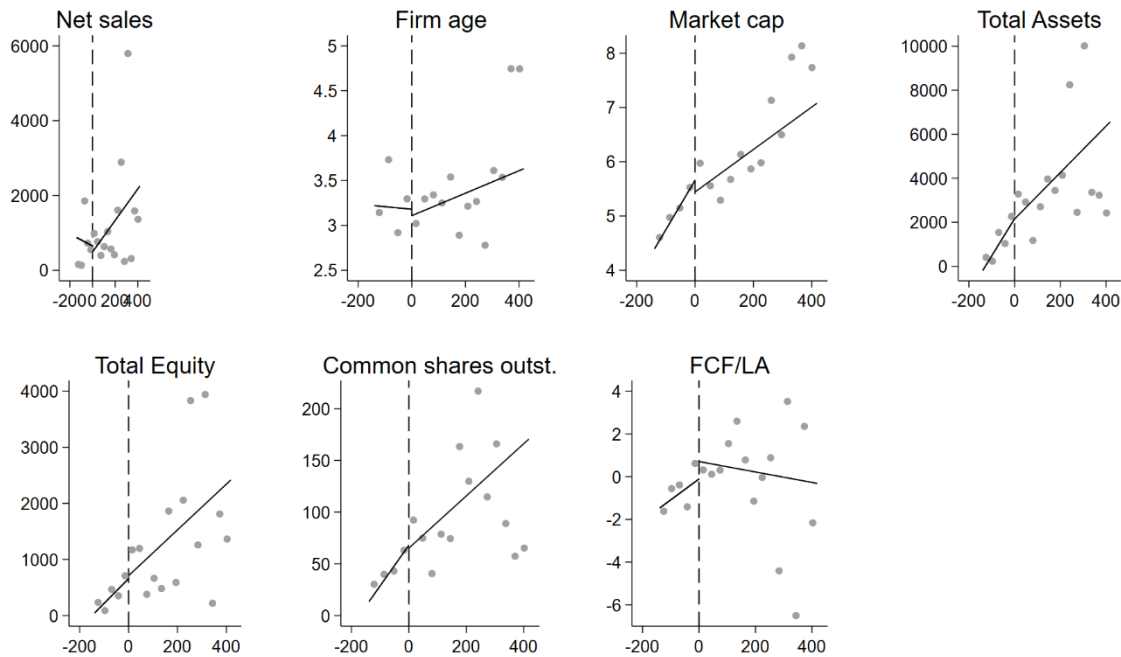 Net sales
6000
4000
2000
0
-2000 200400
Firm age
5
4.5
4
3.5
3
2.5
-200 0 200 400
Market cap
8
7
6
5
4
-200 0 200 400
Total Assets
10000
8000
6000
4000
2000
0
-200 0 200 400
Total Equity
4000
3000
2000
1000
0
-200 0 200 400
Common shares outst.
200
150
100
50
0
-200 0 200 400
FCF/LA
4
2
0
-2
-4
-6
-200 0 200 400